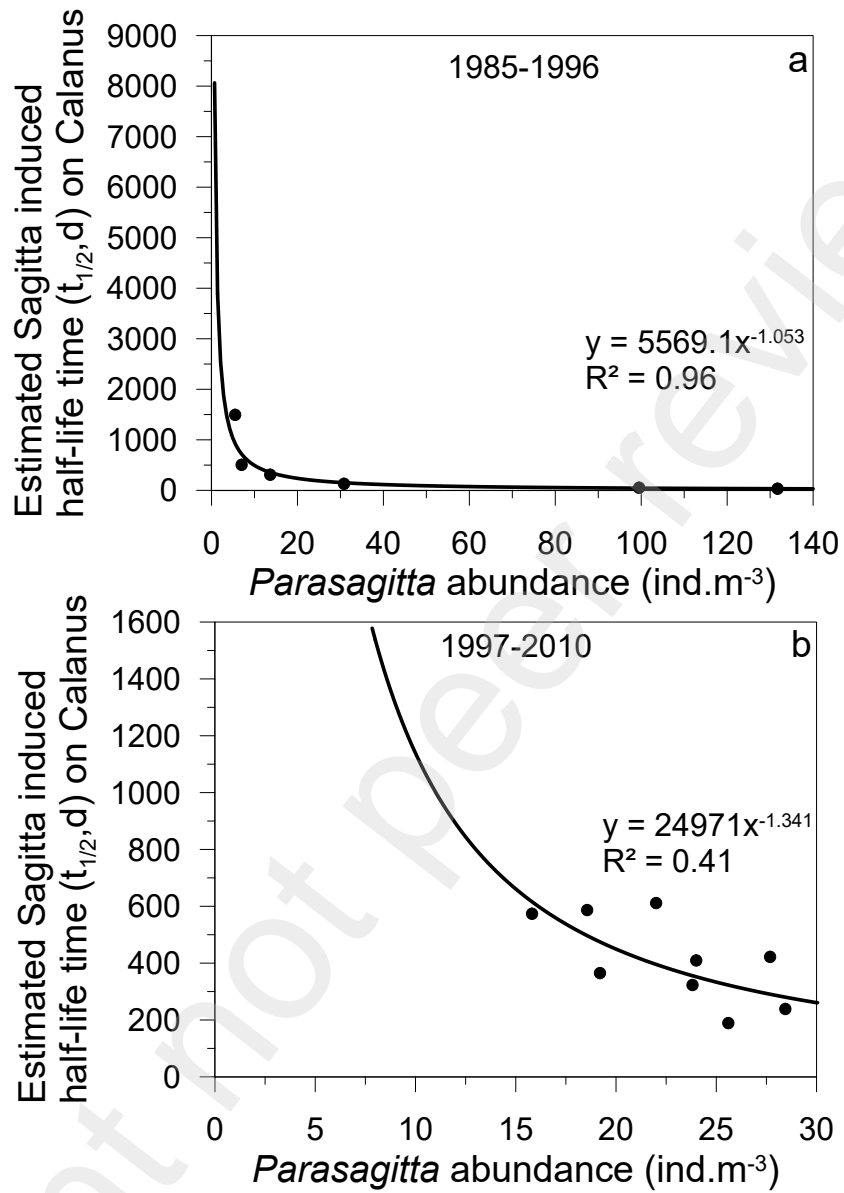 9000
8000
7000
6000
5000
4000
3000
2000
1000
0
Estimated Sagitta induced
half-life time (t1/2,d) on Calanus
1985-1996
a
y = 5569.1x^-1.053
R² = 0.96
0 20 40 60 80 100 120 140
Parasagitta abundance (ind.m-3)
1600
1400
1200
1000
800
600
400
200
0
Estimated Sagitta induced
half-life time (t1/2,d) on Calanus
1997-2010
b
y = 24971x^-1.341
R² = 0.41
0 5 10 15 20 25 30
Parasagitta abundance (ind.m-3)
not peer review